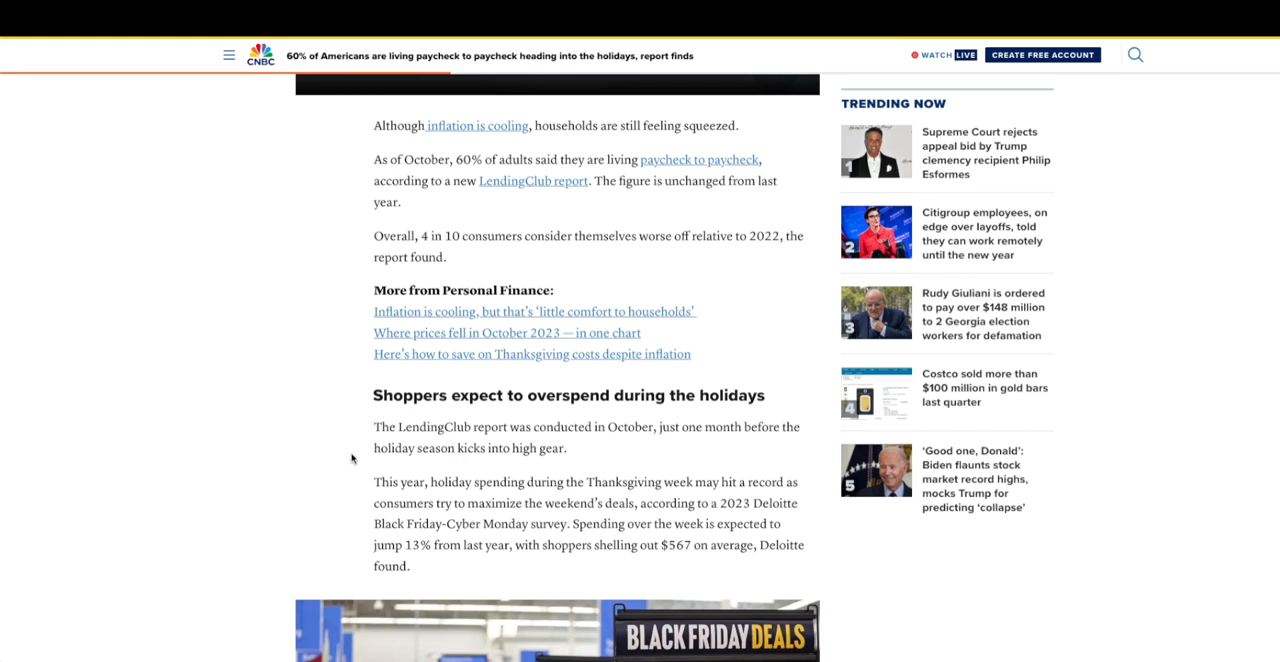 CNBC
60% of Americans are living paycheck to paycheck heading into the holidays, report finds
WATCH LIVE
CREATE FREE ACCOUNT
Although inflation is cooling, households are still feeling squeezed.
As of October, 60% of adults said they are living paycheck to paycheck,
according to a new LendingClub report. The figure is unchanged from last
year.
Overall, 4 in 10 consumers consider themselves worse off relative to 2022, the
report found.
More from Personal Finance:
Inflation is cooling, but that's ‘little comfort to households’
Where prices fell in October 2023 — in one chart
Here's how to save on Thanksgiving costs despite inflation
Shoppers expect to overspend during the holidays
The LendingClub report was conducted in October, just one month before the
holiday season kicks into high gear.
This year, holiday spending during the Thanksgiving week may hit a record as
consumers try to maximize the weekend's deals, according to a 2023 Deloitte
Black Friday-Cyber Monday survey. Spending over the week is expected to
jump 13% from last year, with shoppers shelling out $567 on average, Deloitte
found.
BLACK FRIDAY DEALS
TRENDING NOW
1
Supreme Court rejects
appeal bid by Trump
clemency recipient Philip
Esformes
2
Citigroup employees, on
edge over layoffs, told
they can work remotely
until the new year
3
Rudy Giuliani is ordered
to pay over $148 million
to 2 Georgia election
workers for defamation
4
Costco sold more than
$100 million in gold bars
last quarter
5
‘Good one, Donald’:
Biden flaunts stock
market record highs,
mocks Trump for
predicting ‘collapse’